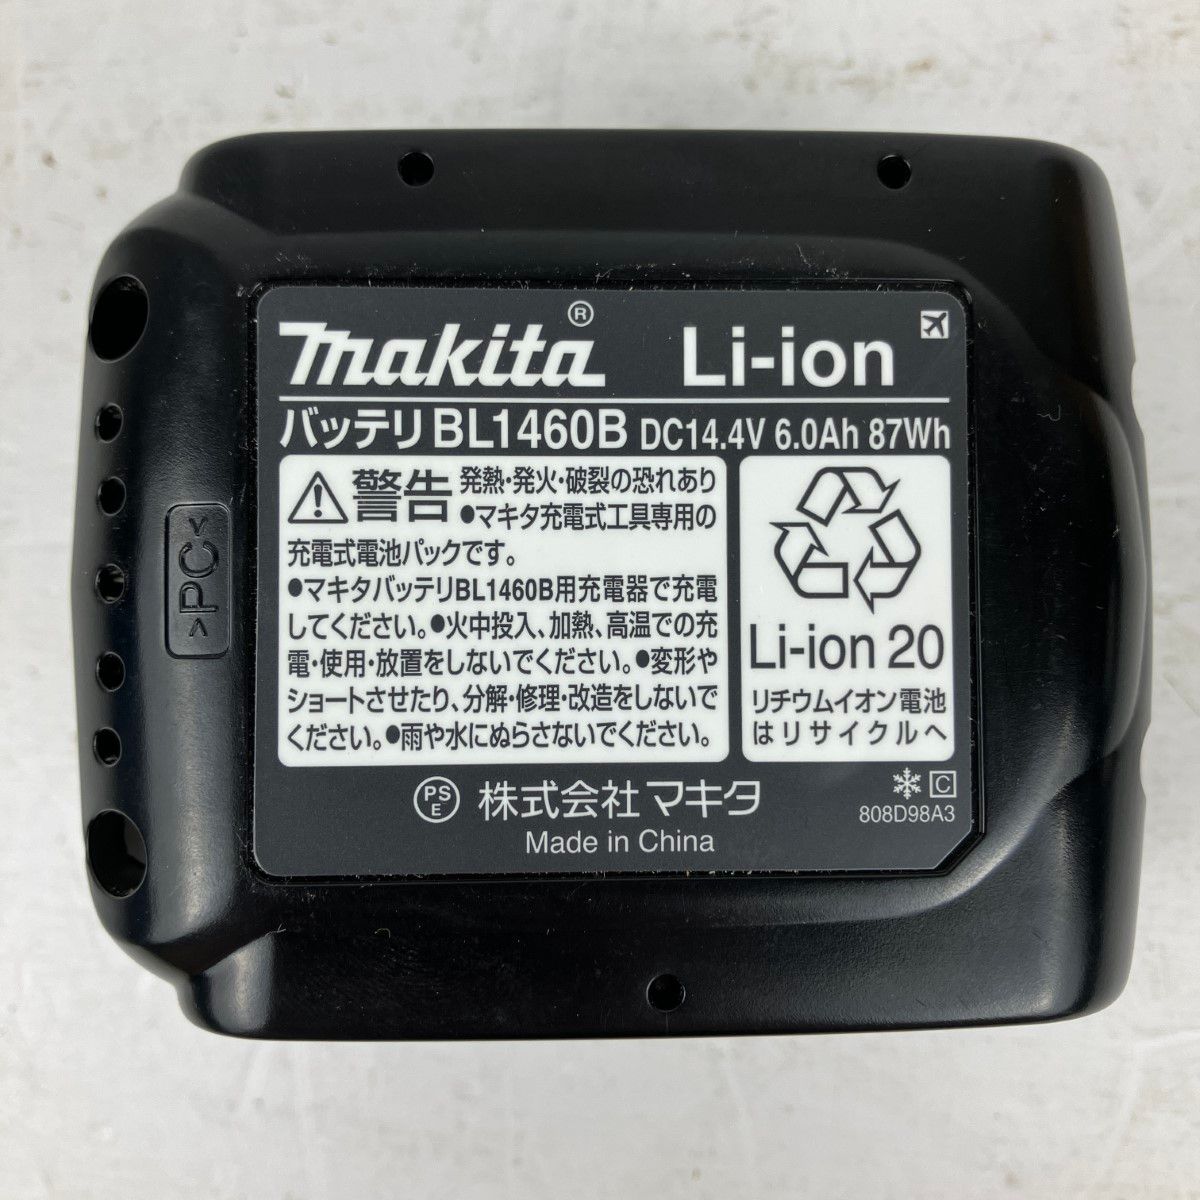 makita® Li-ion
バッテリBL1460B DC14.4V 6.0Ah 87Wh
警告 発熱・発火・破裂の恐れあり
●マキタ充電式工具専用の
充電式電池パックです。
●マキタバッテリBL1460B用充電器で充電
してください。●火中投入、加熱、高温での充
電・使用・放置をしないでください。●変形や
ショートさせたり、分解・修理・改造をしないで
ください。●雨や水にぬらさないでください。
Li-ion 20
リチウムイオン電池
はリサイクルへ
PSE 株式会社マキタ
Made in China
C
808D98A3
>PC<